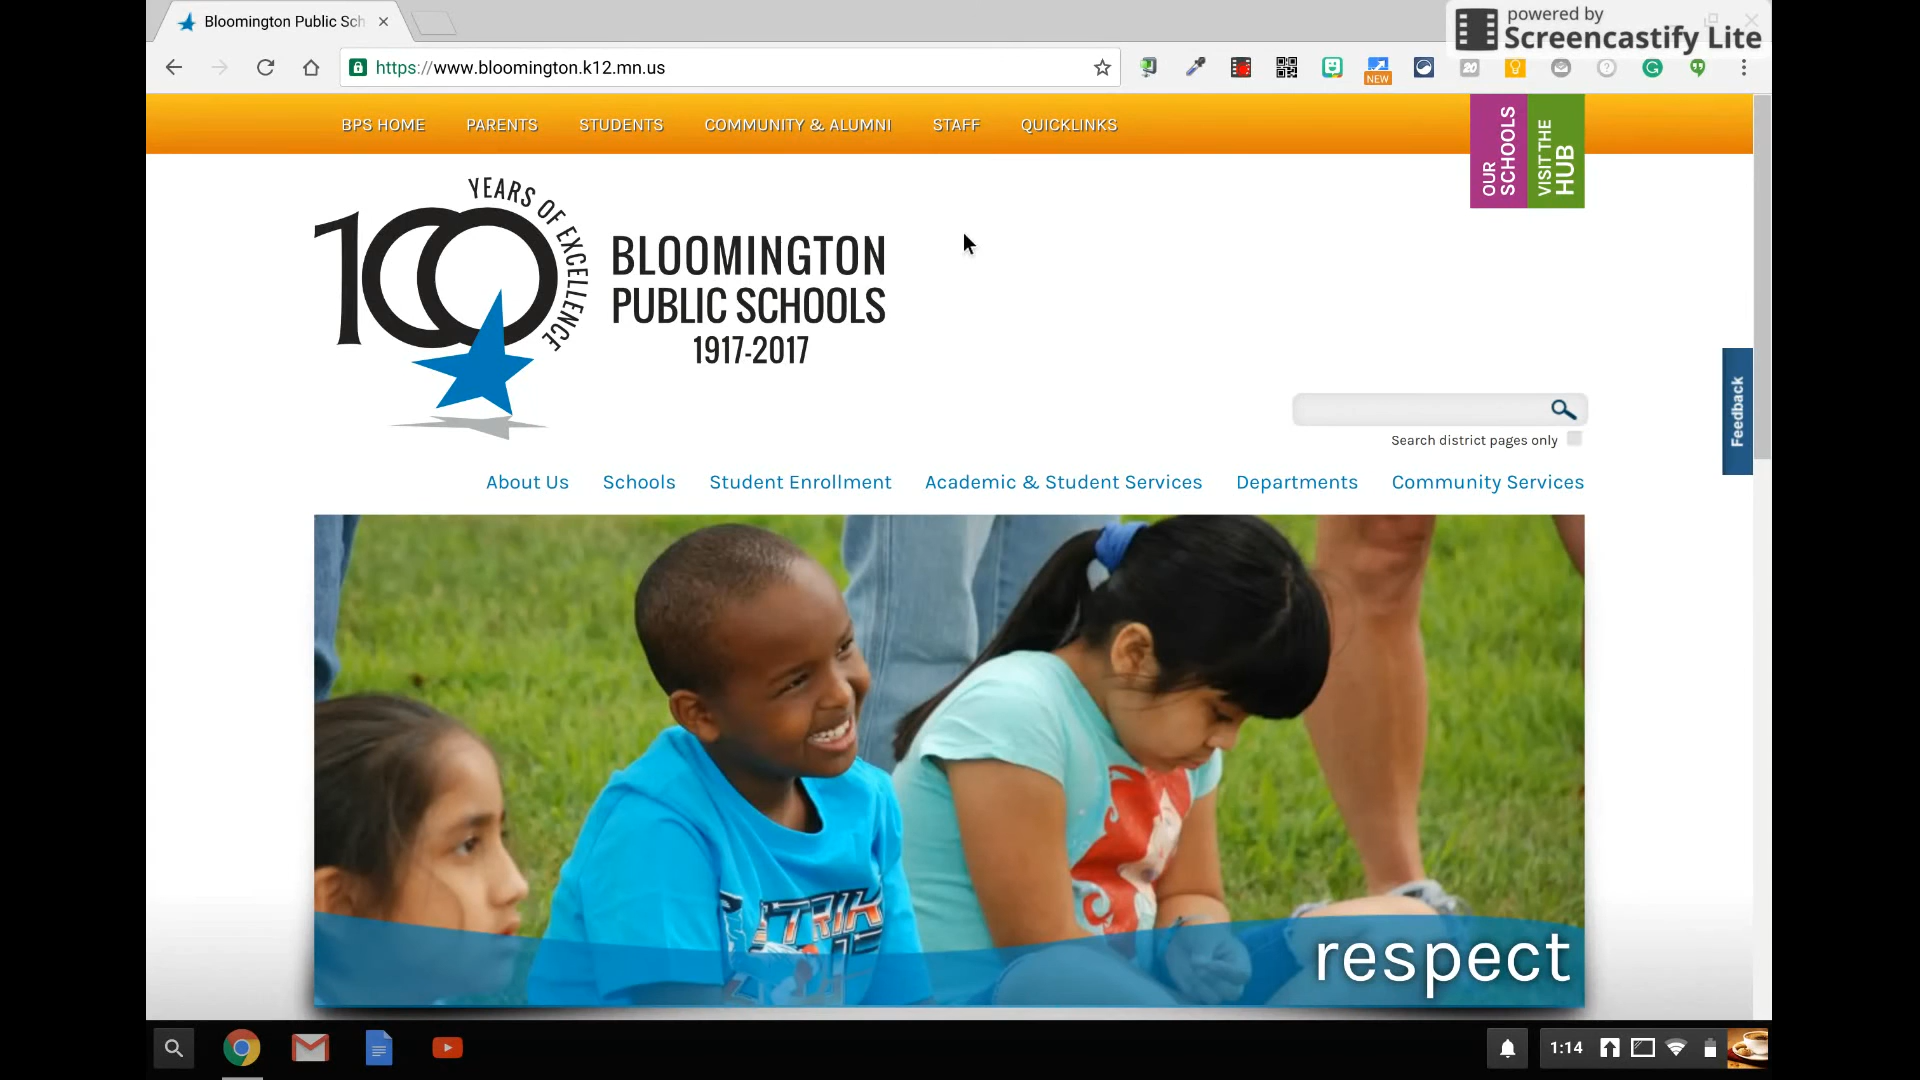 Bloomington Public Sch
powered by
Screencastify Lite
https://www.bloomington.k12.mn.us
NEW
20
BPS HOME
PARENTS
STUDENTS
COMMUNITY & ALUMNI
STAFF
QUICKLINKS
OUR
SCHOOLS
VISIT THE
HUB
100
YEARS OF EXCELLENCE
BLOOMINGTON
PUBLIC SCHOOLS
1917-2017
Feedback
Search district pages only
About Us
Schools
Student Enrollment
Academic & Student Services
Departments
Community Services
respect
1:14